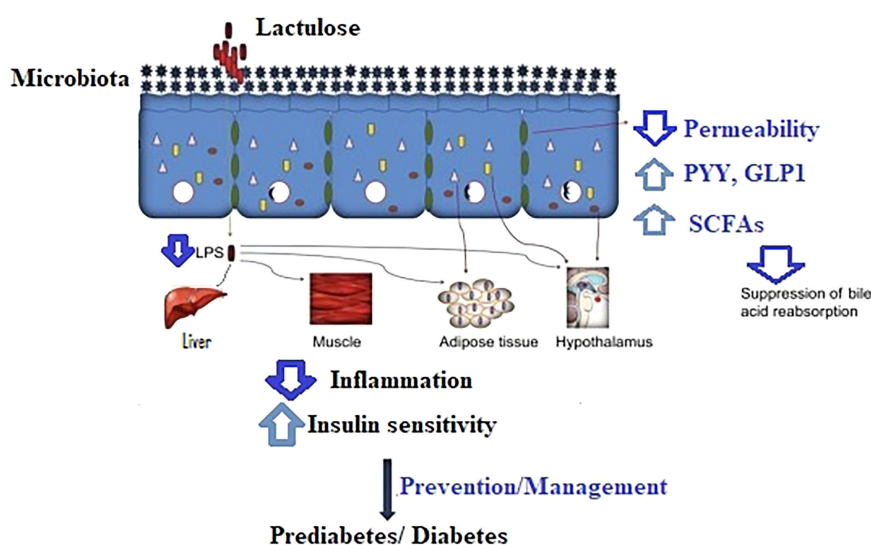 Lactulose
Microbiota
Permeability
PYY, GLP1
SCFAs
LPS
Suppression of bile
acid reabsorption
Liver
Muscle
Adipose tissue
Hypothalamus
Inflammation
Insulin sensitivity
Prevention/Management
Prediabetes/ Diabetes